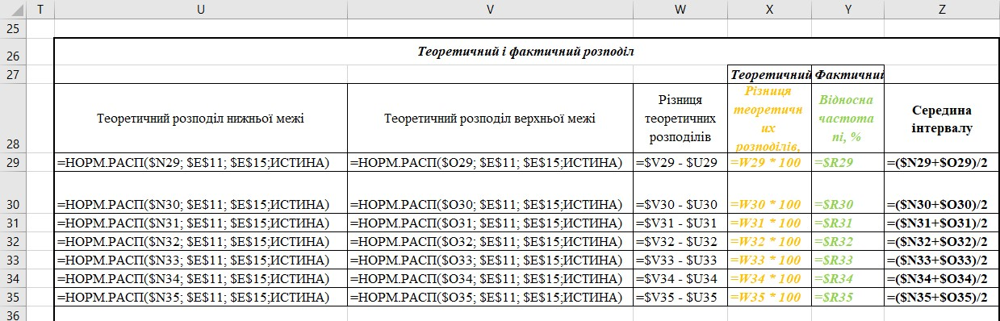 T U V W X Y Z
25
26 Теоретичний і фактичний розподіл
27 Теоретичний Фактичний
28 Теоретичний розподіл нижньої межі Теоретичний розподіл верхньої межі Різниця теоретичних розподілів Різниця теоретичн их розподілів, Відносна частота ni, % Середина інтервалу
29 =НОРМ.РАСП($N29; $E$11; $E$15;ИСТИНА) =НОРМ.РАСП($O29; $E$11; $E$15;ИСТИНА) =$V29 - $U29 =W29 * 100 =$R29 =($N29+$O29)/2
30 =НОРМ.РАСП($N30; $E$11; $E$15;ИСТИНА) =НОРМ.РАСП($O30; $E$11; $E$15;ИСТИНА) =$V30 - $U30 =W30 * 100 =$R30 =($N30+$O30)/2
31 =НОРМ.РАСП($N31; $E$11; $E$15;ИСТИНА) =НОРМ.РАСП($O31; $E$11; $E$15;ИСТИНА) =$V31 - $U31 =W31 * 100 =$R31 =($N31+$O31)/2
32 =НОРМ.РАСП($N32; $E$11; $E$15;ИСТИНА) =НОРМ.РАСП($O32; $E$11; $E$15;ИСТИНА) =$V32 - $U32 =W32 * 100 =$R32 =($N32+$O32)/2
33 =НОРМ.РАСП($N33; $E$11; $E$15;ИСТИНА) =НОРМ.РАСП($O33; $E$11; $E$15;ИСТИНА) =$V33 - $U33 =W33 * 100 =$R33 =($N33+$O33)/2
34 =НОРМ.РАСП($N34; $E$11; $E$15;ИСТИНА) =НОРМ.РАСП($O34; $E$11; $E$15;ИСТИНА) =$V34 - $U34 =W34 * 100 =$R34 =($N34+$O34)/2
35 =НОРМ.РАСП($N35; $E$11; $E$15;ИСТИНА) =НОРМ.РАСП($O35; $E$11; $E$15;ИСТИНА) =$V35 - $U35 =W35 * 100 =$R35 =($N35+$O35)/2
36